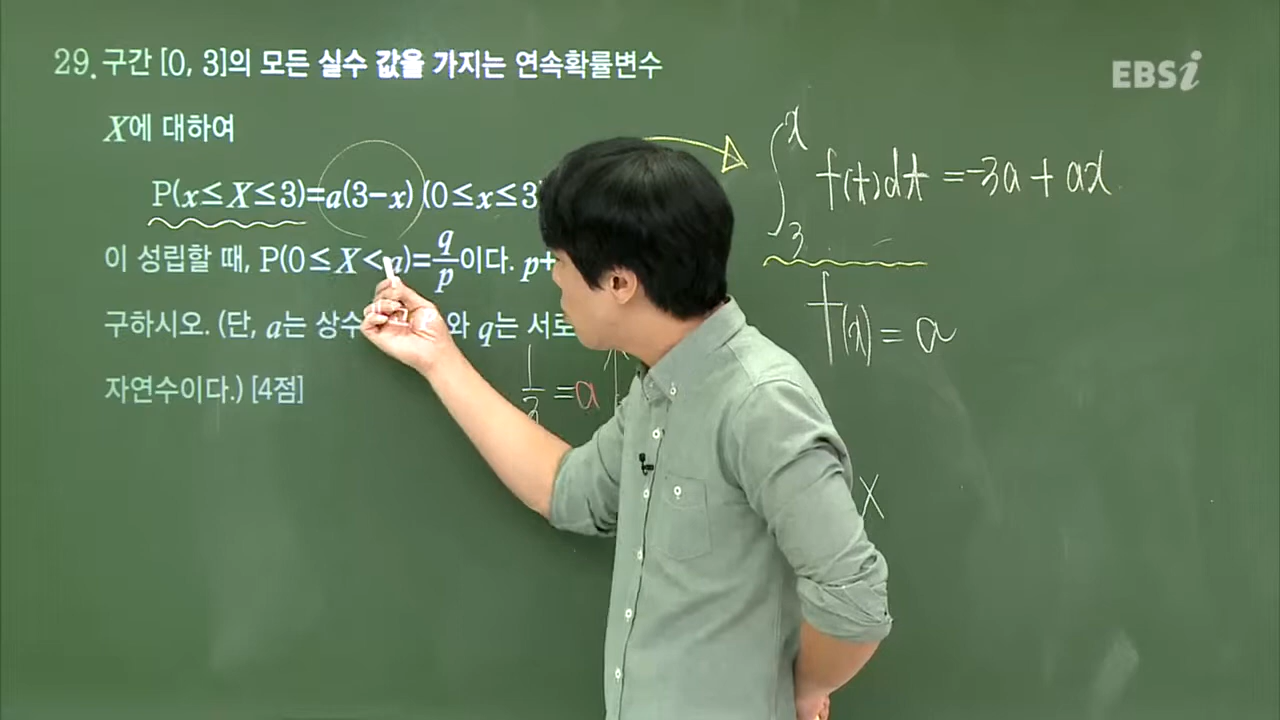 29. 구간 [0, 3]의 모든 실수 값을 가지는 연속확률변수
X에 대하여
P(x≤X≤3)=a(3−x) (0≤x≤3
이 성립할 때, P(0≤X<a)=q/p이다. p+
구하시오. (단, a는 상수 와 q는 서로
자연수이다.) [4점]
EBSi
∫₃ˣ f(t)dt = -3a + ax
f(x) = a
1/3 = a
x